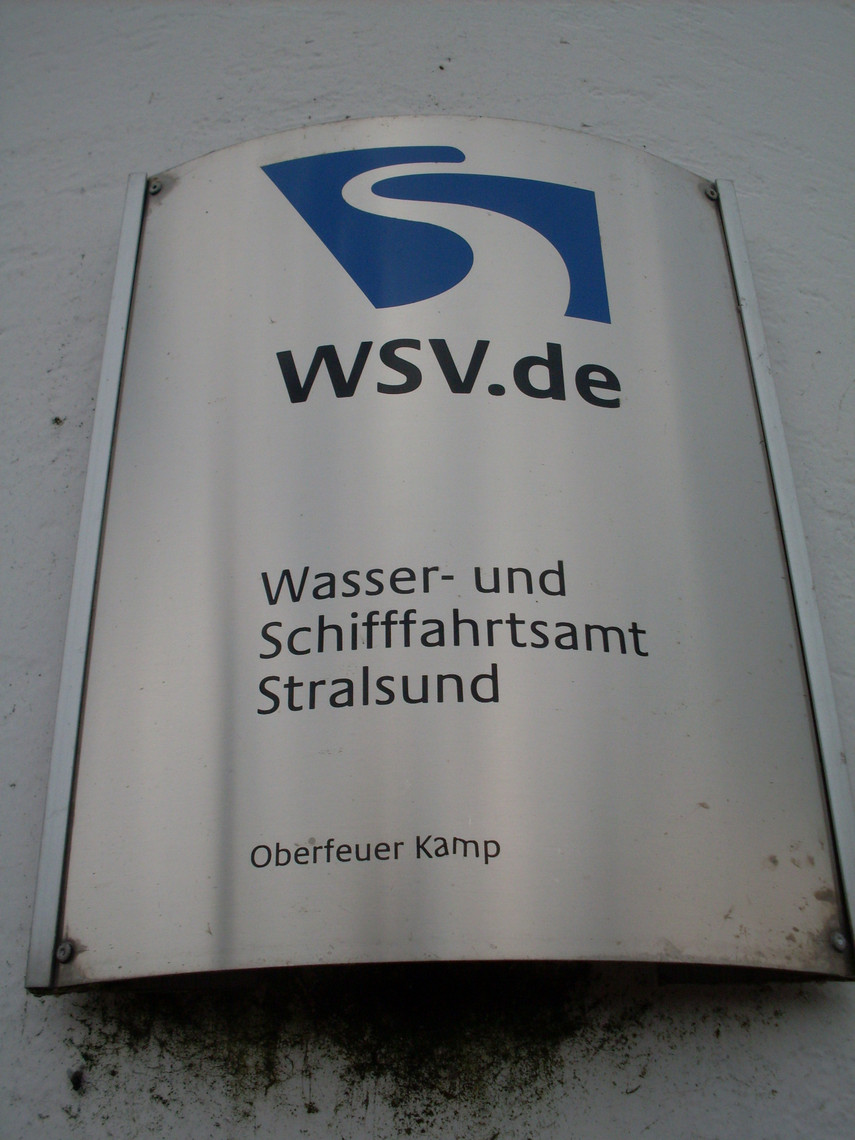 WSV.de
Wasser- und
Schifffahrtsamt
Stralsund
Oberfeuer Kamp